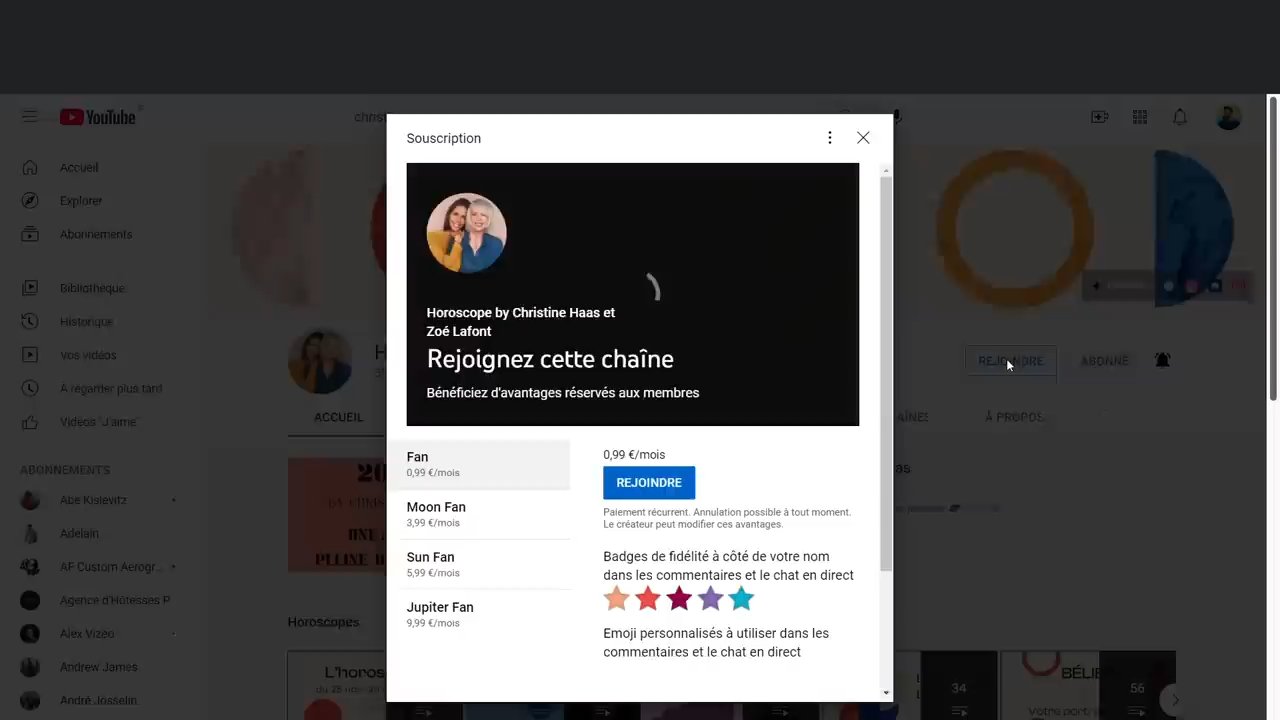 YouTube
Accueil
Explorer
Abonnements
Bibliothèque
Historique
Vos vidéos
À regarder plus tard
Vidéos "J'aime"
ABONNEMENTS
Abe Kislevitz
Adelain
AF Custom Aerogr...
Agence d'Hôtesses P
Alex Vizeo
Andrew James
André Josselin
Souscription
Horoscope by Christine Haas et
Zoé Lafont
Rejoignez cette chaîne
Bénéficiez d'avantages réservés aux membres
Fan
0,99 €/mois
Moon Fan
3,99 €/mois
Sun Fan
5,99 €/mois
Jupiter Fan
9,99 €/mois
0,99 €/mois
REJOINDRE
Paiement récurrent. Annulation possible à tout moment.
Le créateur peut modifier ces avantages.
Badges de fidélité à côté de votre nom
dans les commentaires et le chat en direct
Emoji personnalisés à utiliser dans les
commentaires et le chat en direct
REJOINDRE
ABONNÉ
ACCUEIL
À PROPOS
Horoscopes
L'horos
34
BÉLIE
56